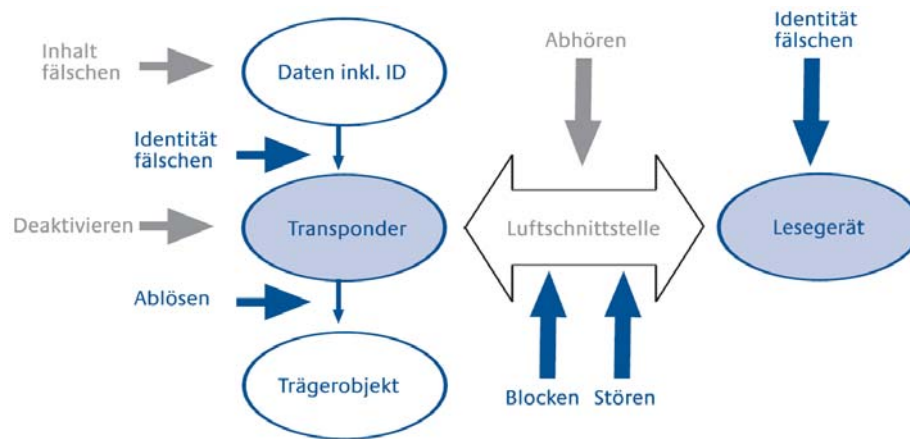 Inhalt
fälschen
Daten inkl. ID
Abhören
Identität
fälschen
Identität
fälschen
Deaktivieren
Transponder
Luftschnittstelle
Lesegerät
Ablösen
Trägerobjekt
Blocken
Stören